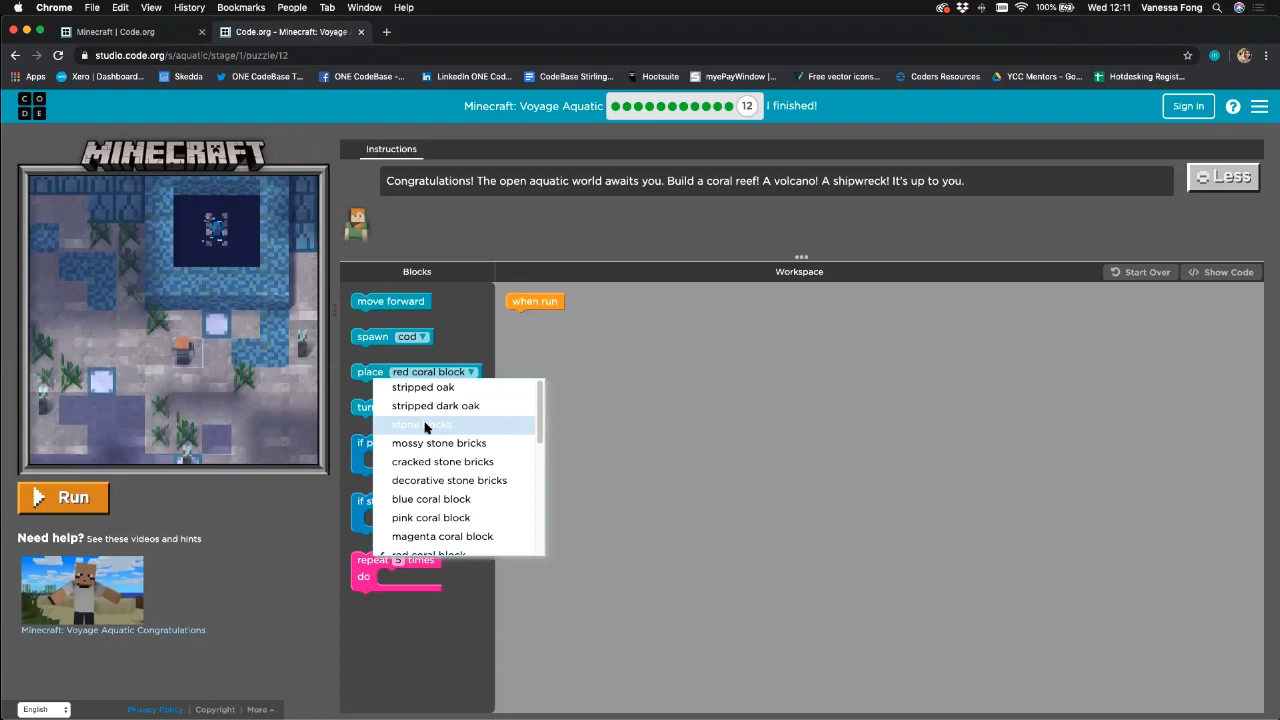 Chrome File Edit View History Bookmarks People Tab Window Help 100% Wed 12:11 Vanessa Fong
Minecraft | Code.org Code.org - Minecraft: Voyage A
studio.code.org/s/aquatic/stage/1/puzzle/12
Apps Xero | Dashboard... Skedda ONE CodeBase T... ONE CodeBase -... LinkedIN ONE Cod... CodeBase Stirling... Hootsuite myePayWindow |... Free vector icons... Coders Resources YCC Mentors - Go... Hotdesking Regist...
CODE Minecraft: Voyage Aquatic 12 I finished! Sign in ?
MINECRAFT
Instructions
Congratulations! The open aquatic world awaits you. Build a coral reef! A volcano! A shipwreck! It's up to you.
Less
Blocks Workspace Start Over </> Show Code
move forward
when run
spawn cod
place red coral block
stripped oak
stripped dark oak
stone bricks
mossy stone bricks
cracked stone bricks
decorative stone bricks
blue coral block
pink coral block
magenta coral block
red coral block
repeat 5 times
do
Run
Need help? See these videos and hints
Minecraft: Voyage Aquatic Congratulations
English Privacy Policy | Copyright | More